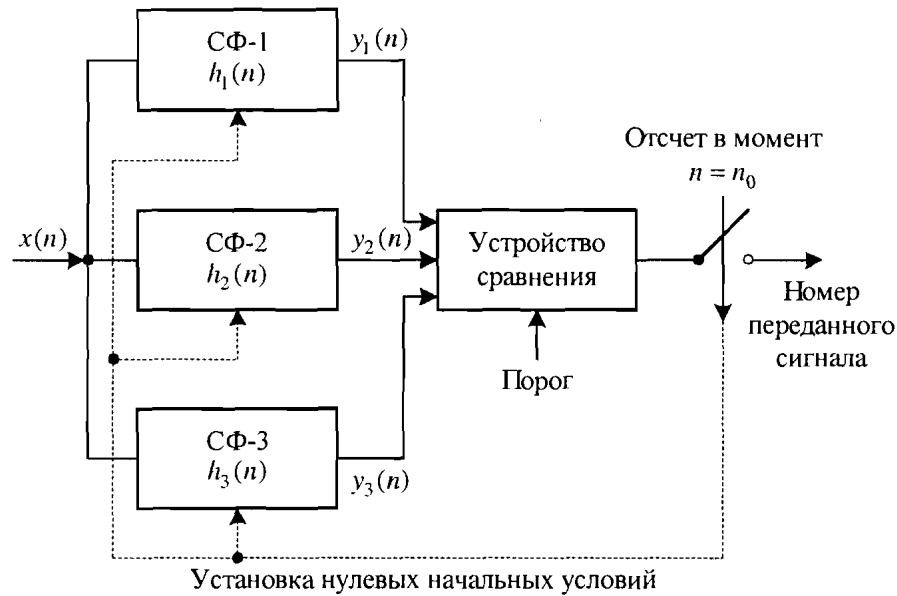 СФ-1
h₁(n)
y₁(n)
Отсчет в момент
n = n₀
x(n)
СФ-2
h₂(n)
y₂(n)
Устройство
сравнения
Номер
переданного
сигнала
Порог
СФ-3
h₃(n)
y₃(n)
Установка нулевых начальных условий